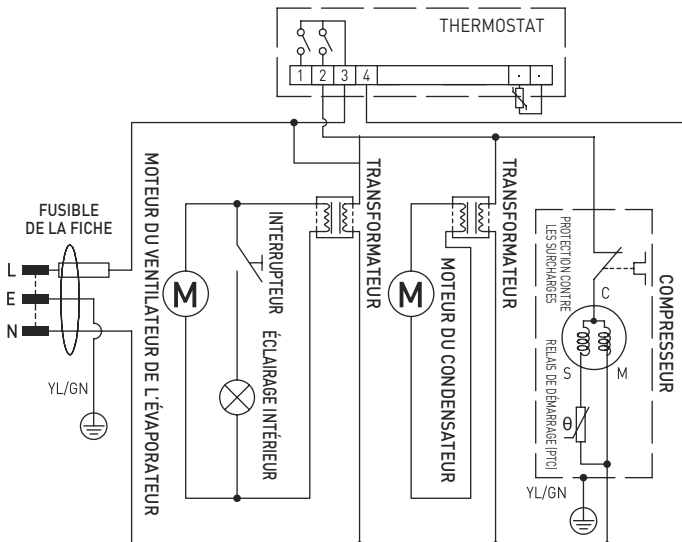 THERMOSTAT
1 2 3 4
FUSIBLE
DE LA FICHE
L
E
N
YL/GN
MOTEUR DU VENTILATEUR DE L'ÉVAPORATEUR
M
INTERRUPTEUR
ÉCLAIRAGE INTÉRIEUR
TRANSFORMATEUR
M
MOTEUR DU CONDENSATEUR
TRANSFORMATEUR
PROTECTION CONTRE
LES SURCHARGES
C
S
M
RELAIS DE DÉMARRAGE (PTC)
θ
YL/GN
COMPRESSEUR